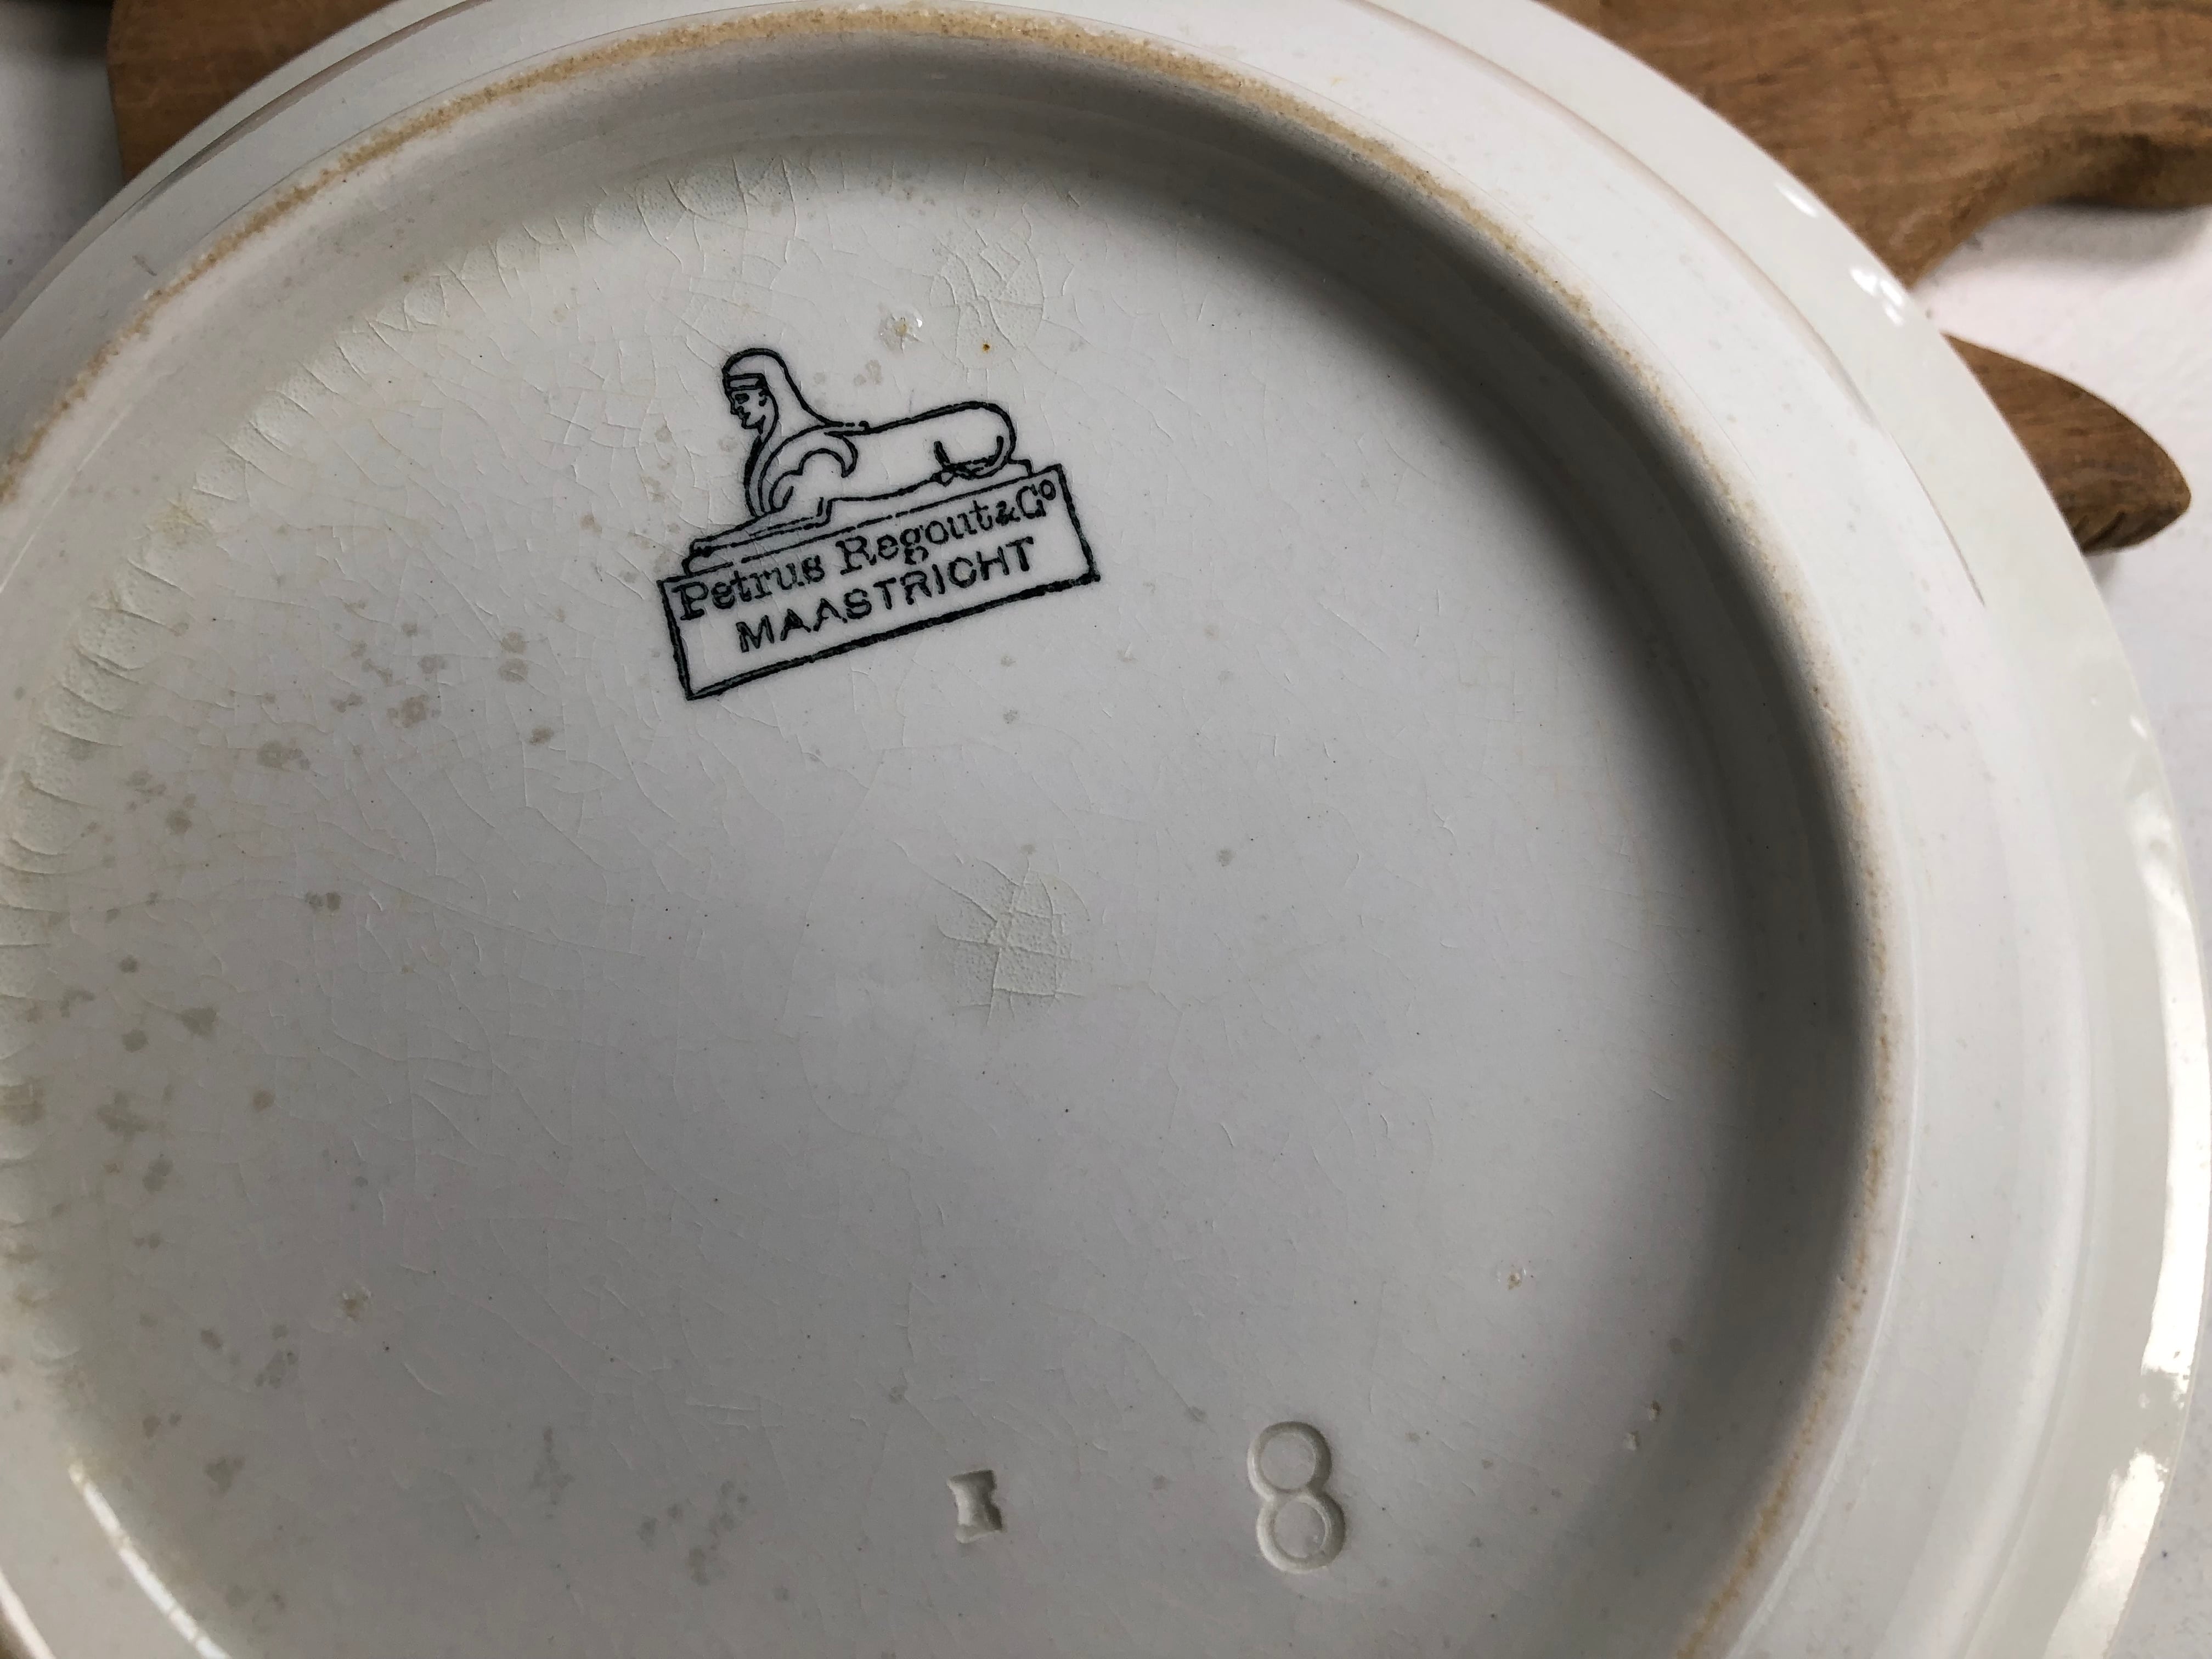 Petrus Regout & Co
MAASTRICHT
8